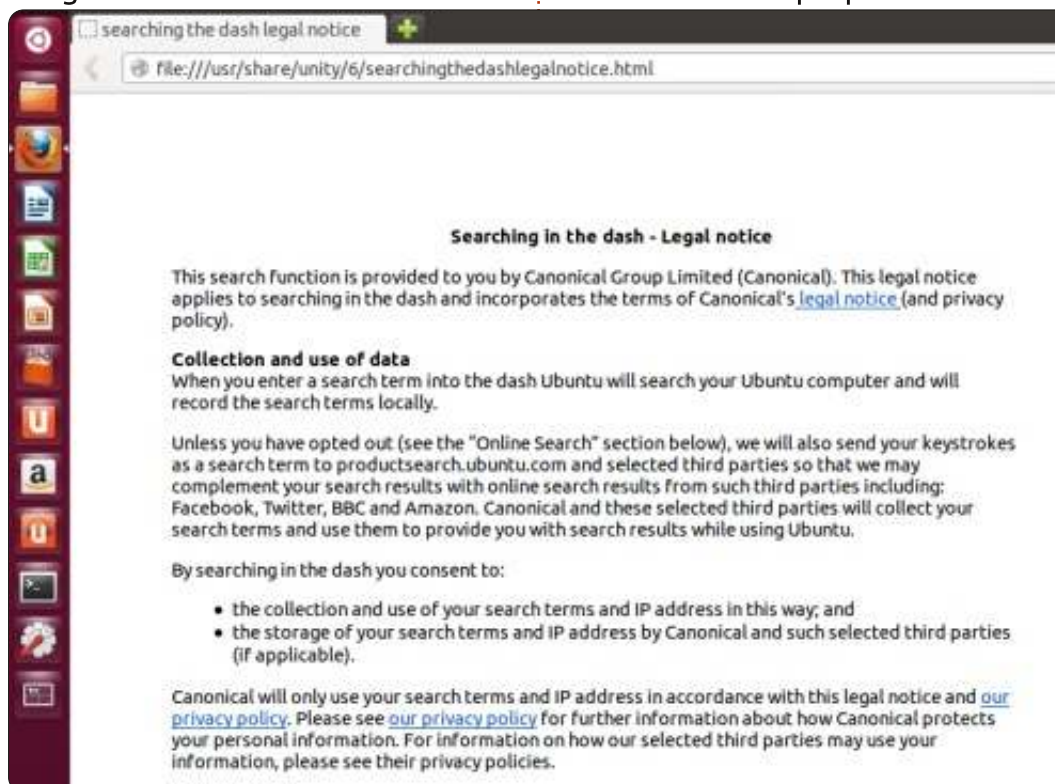 searching the dash legal notice
file:///usr/share/unity/6/searchingthedashlegalnotice.html
Searching in the dash - Legal notice
This search function is provided to you by Canonical Group Limited (Canonical). This legal notice
applies to searching in the dash and incorporates the terms of Canonical's legal notice (and privacy
policy).
Collection and use of data
When you enter a search term into the dash Ubuntu will search your Ubuntu computer and will
record the search terms locally.
Unless you have opted out (see the "Online Search" section below), we will also send your keystrokes
as a search term to productsearch.ubuntu.com and selected third parties so that we may
complement your search results with online search results from such third parties including:
Facebook, Twitter, BBC and Amazon. Canonical and these selected third parties will collect your
search terms and use them to provide you with search results while using Ubuntu.
By searching in the dash you consent to:
• the collection and use of your search terms and IP address in this way; and
• the storage of your search terms and IP address by Canonical and such selected third parties
(if applicable).
Canonical will only use your search terms and IP address in accordance with this legal notice and our
privacy policy. Please see our privacy policy for further information about how Canonical protects
your personal information. For information on how our selected third parties may use your
information, please see their privacy policies.